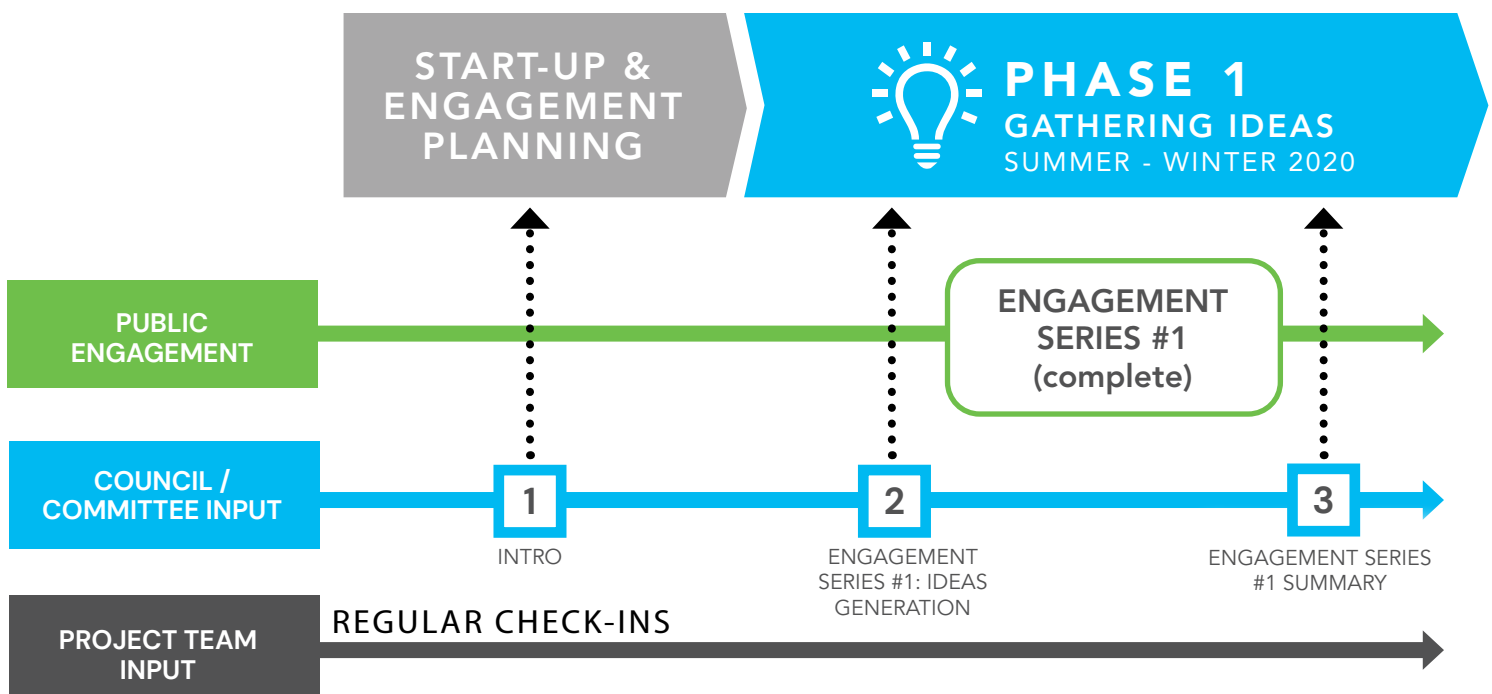 START-UP &
ENGAGEMENT
PLANNING
PHASE 1
GATHERING IDEAS
SUMMER - WINTER 2020
PUBLIC
ENGAGEMENT
ENGAGEMENT
SERIES #1
(complete)
COUNCIL /
COMMITTEE INPUT
1
INTRO
2
ENGAGEMENT
SERIES #1: IDEAS
GENERATION
3
ENGAGEMENT SERIES
#1 SUMMARY
PROJECT TEAM
INPUT
REGULAR CHECK-INS